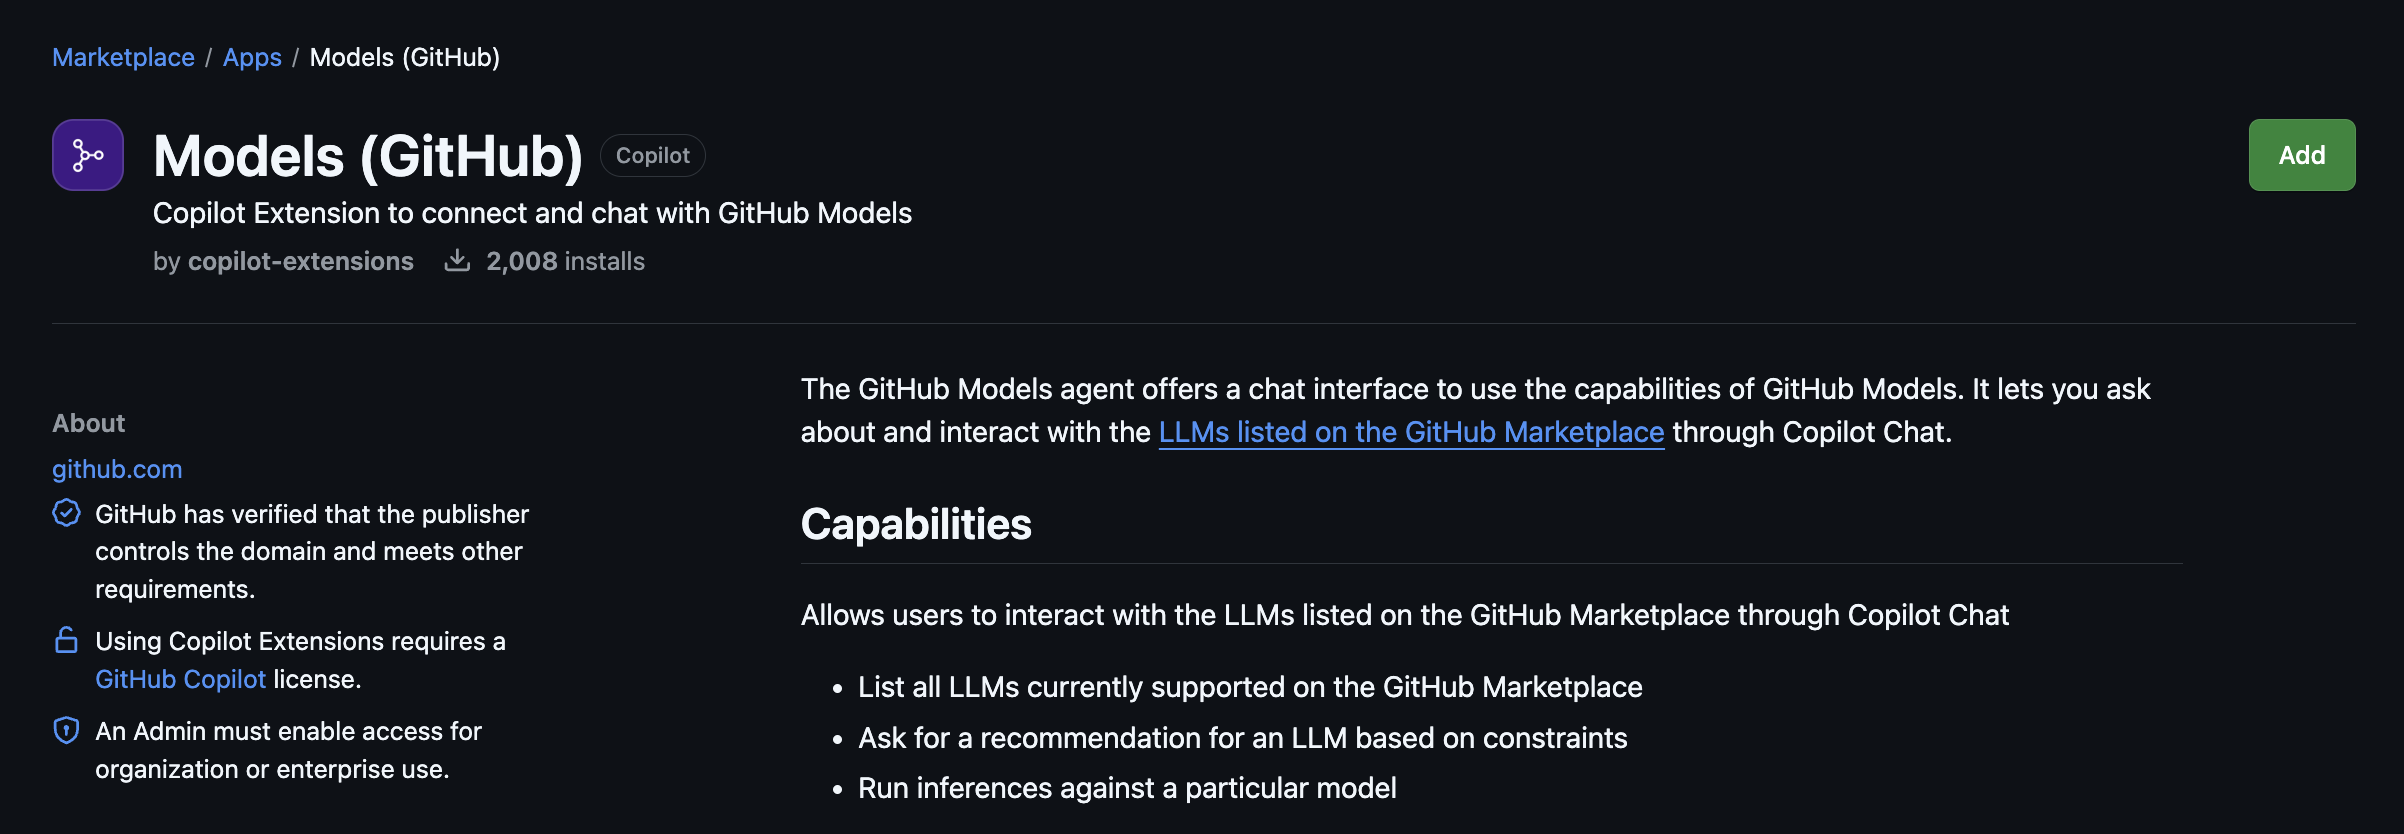 Marketplace / Apps / Models (GitHub)
Models (GitHub) Copilot
Add
Copilot Extension to connect and chat with GitHub Models
by copilot-extensions 2,008 installs
About
github.com
GitHub has verified that the publisher
controls the domain and meets other
requirements.
Using Copilot Extensions requires a
GitHub Copilot license.
An Admin must enable access for
organization or enterprise use.
The GitHub Models agent offers a chat interface to use the capabilities of GitHub Models. It lets you ask
about and interact with the LLMs listed on the GitHub Marketplace through Copilot Chat.
Capabilities
Allows users to interact with the LLMs listed on the GitHub Marketplace through Copilot Chat
• List all LLMs currently supported on the GitHub Marketplace
• Ask for a recommendation for an LLM based on constraints
• Run inferences against a particular model